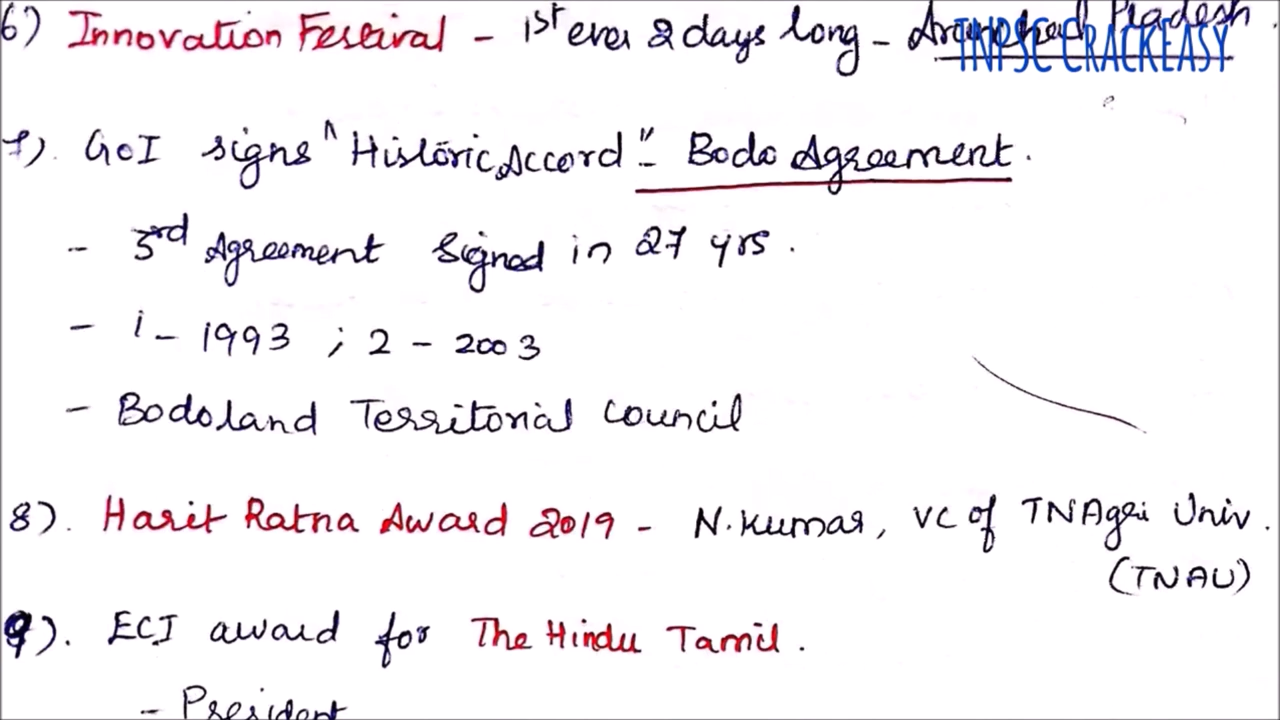 6) Innovation Festival - 1st ever 2 days long - Arunachal Pradesh.
TNPSC CRACKEASY
7). GoI signs "Historic Accord" - Bodo Agreement.
- 3rd Agreement Signed in 27 yrs.
- 1 - 1993 ; 2 - 2003
- Bodoland Territorial Council
8). Harit Ratna Award 2019 - N. Kumar, VC of TNAgri Univ.
(TNAU)
9). ECI award for The Hindu Tamil.
- President